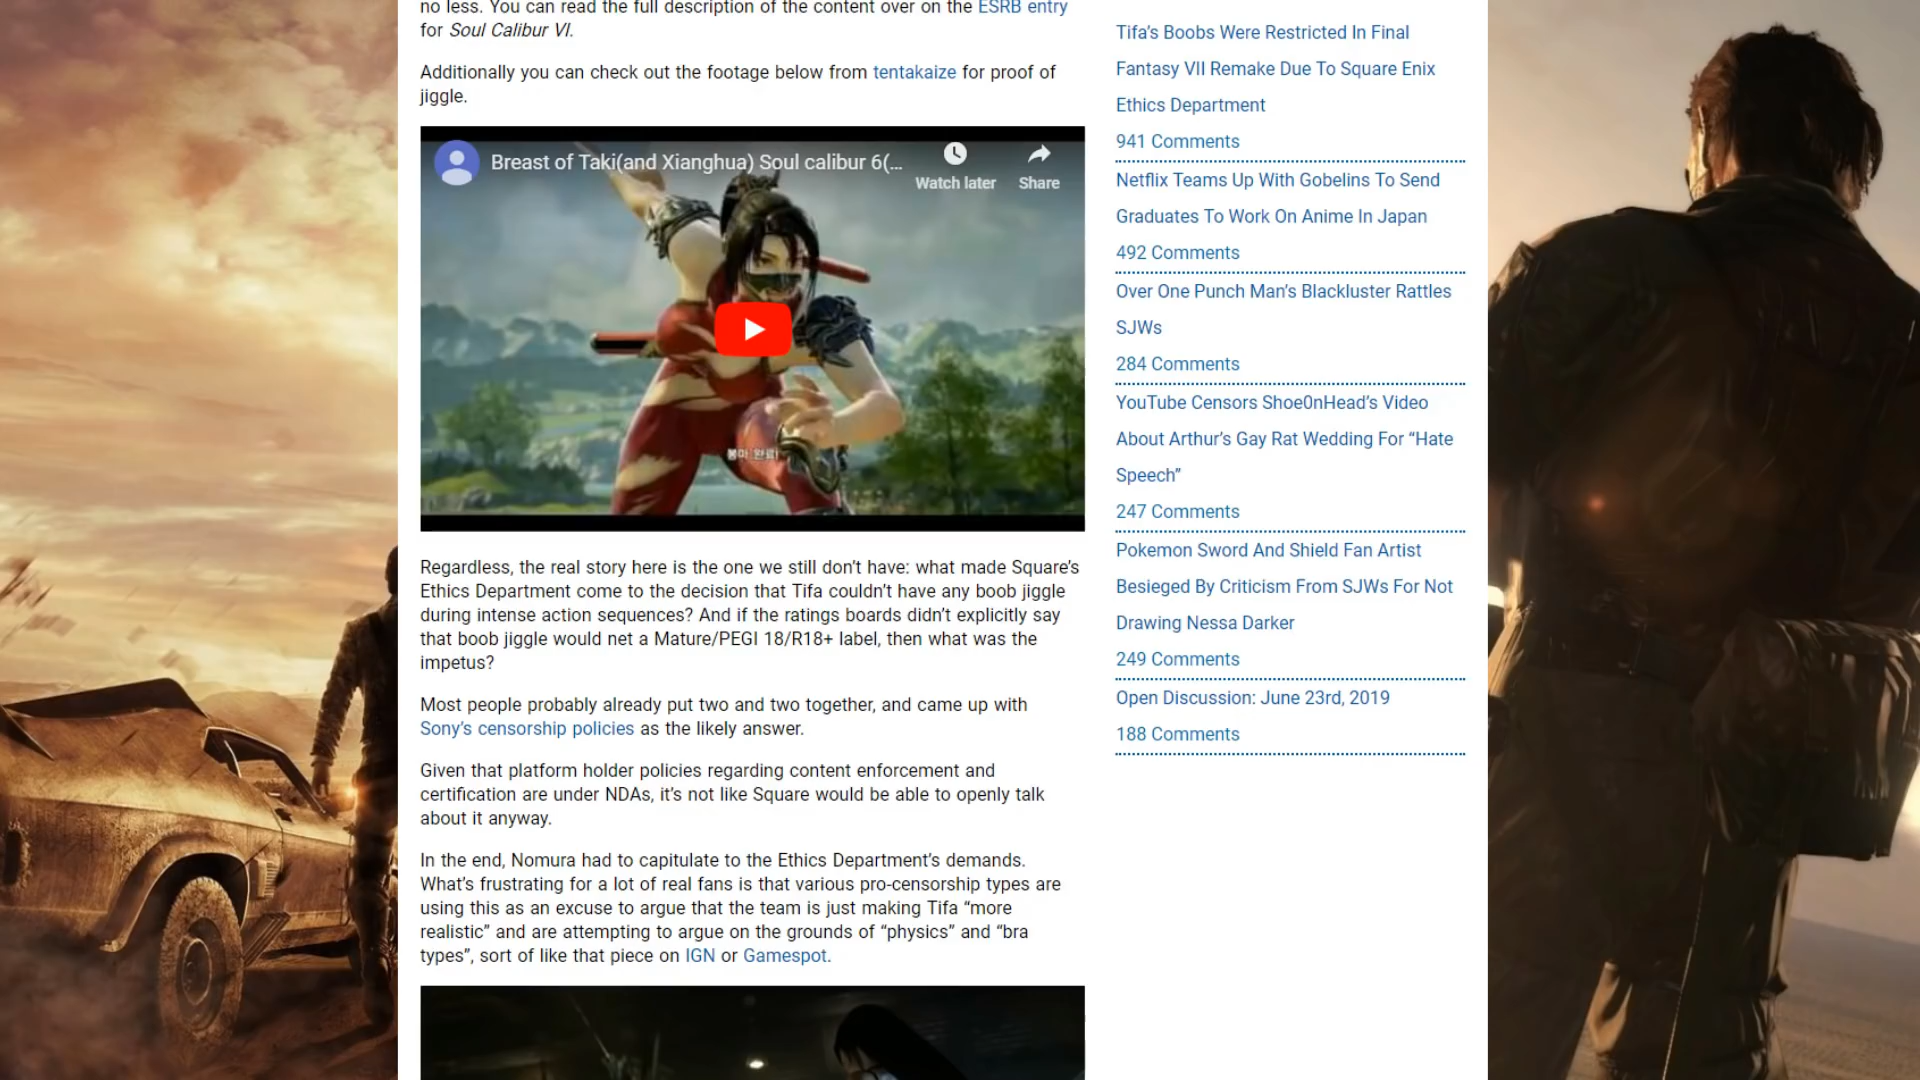 no less. You can read the full description of the content over on the ESRB entry
for Soul Calibur VI.
Additionally you can check out the footage below from tentakaize for proof of
jiggle.
Breast of Taki(and Xianghua) Soul calibur 6(...
Watch later
Share
봉마 완료!
Regardless, the real story here is the one we still don’t have: what made Square’s
Ethics Department come to the decision that Tifa couldn’t have any boob jiggle
during intense action sequences? And if the ratings boards didn’t explicitly say
that boob jiggle would net a Mature/PEGI 18/R18+ label, then what was the
impetus?
Most people probably already put two and two together, and came up with
Sony’s censorship policies as the likely answer.
Given that platform holder policies regarding content enforcement and
certification are under NDAs, it’s not like Square would be able to openly talk
about it anyway.
In the end, Nomura had to capitulate to the Ethics Department’s demands.
What’s frustrating for a lot of real fans is that various pro-censorship types are
using this as an excuse to argue that the team is just making Tifa “more
realistic” and are attempting to argue on the grounds of “physics” and “bra
types”, sort of like that piece on IGN or Gamespot.
Tifa’s Boobs Were Restricted In Final
Fantasy VII Remake Due To Square Enix
Ethics Department
941 Comments
Netflix Teams Up With Gobelins To Send
Graduates To Work On Anime In Japan
492 Comments
Over One Punch Man’s Blackluster Rattles
SJWs
284 Comments
YouTube Censors Shoe0nHead’s Video
About Arthur’s Gay Rat Wedding For “Hate
Speech”
247 Comments
Pokemon Sword And Shield Fan Artist
Besieged By Criticism From SJWs For Not
Drawing Nessa Darker
249 Comments
Open Discussion: June 23rd, 2019
188 Comments